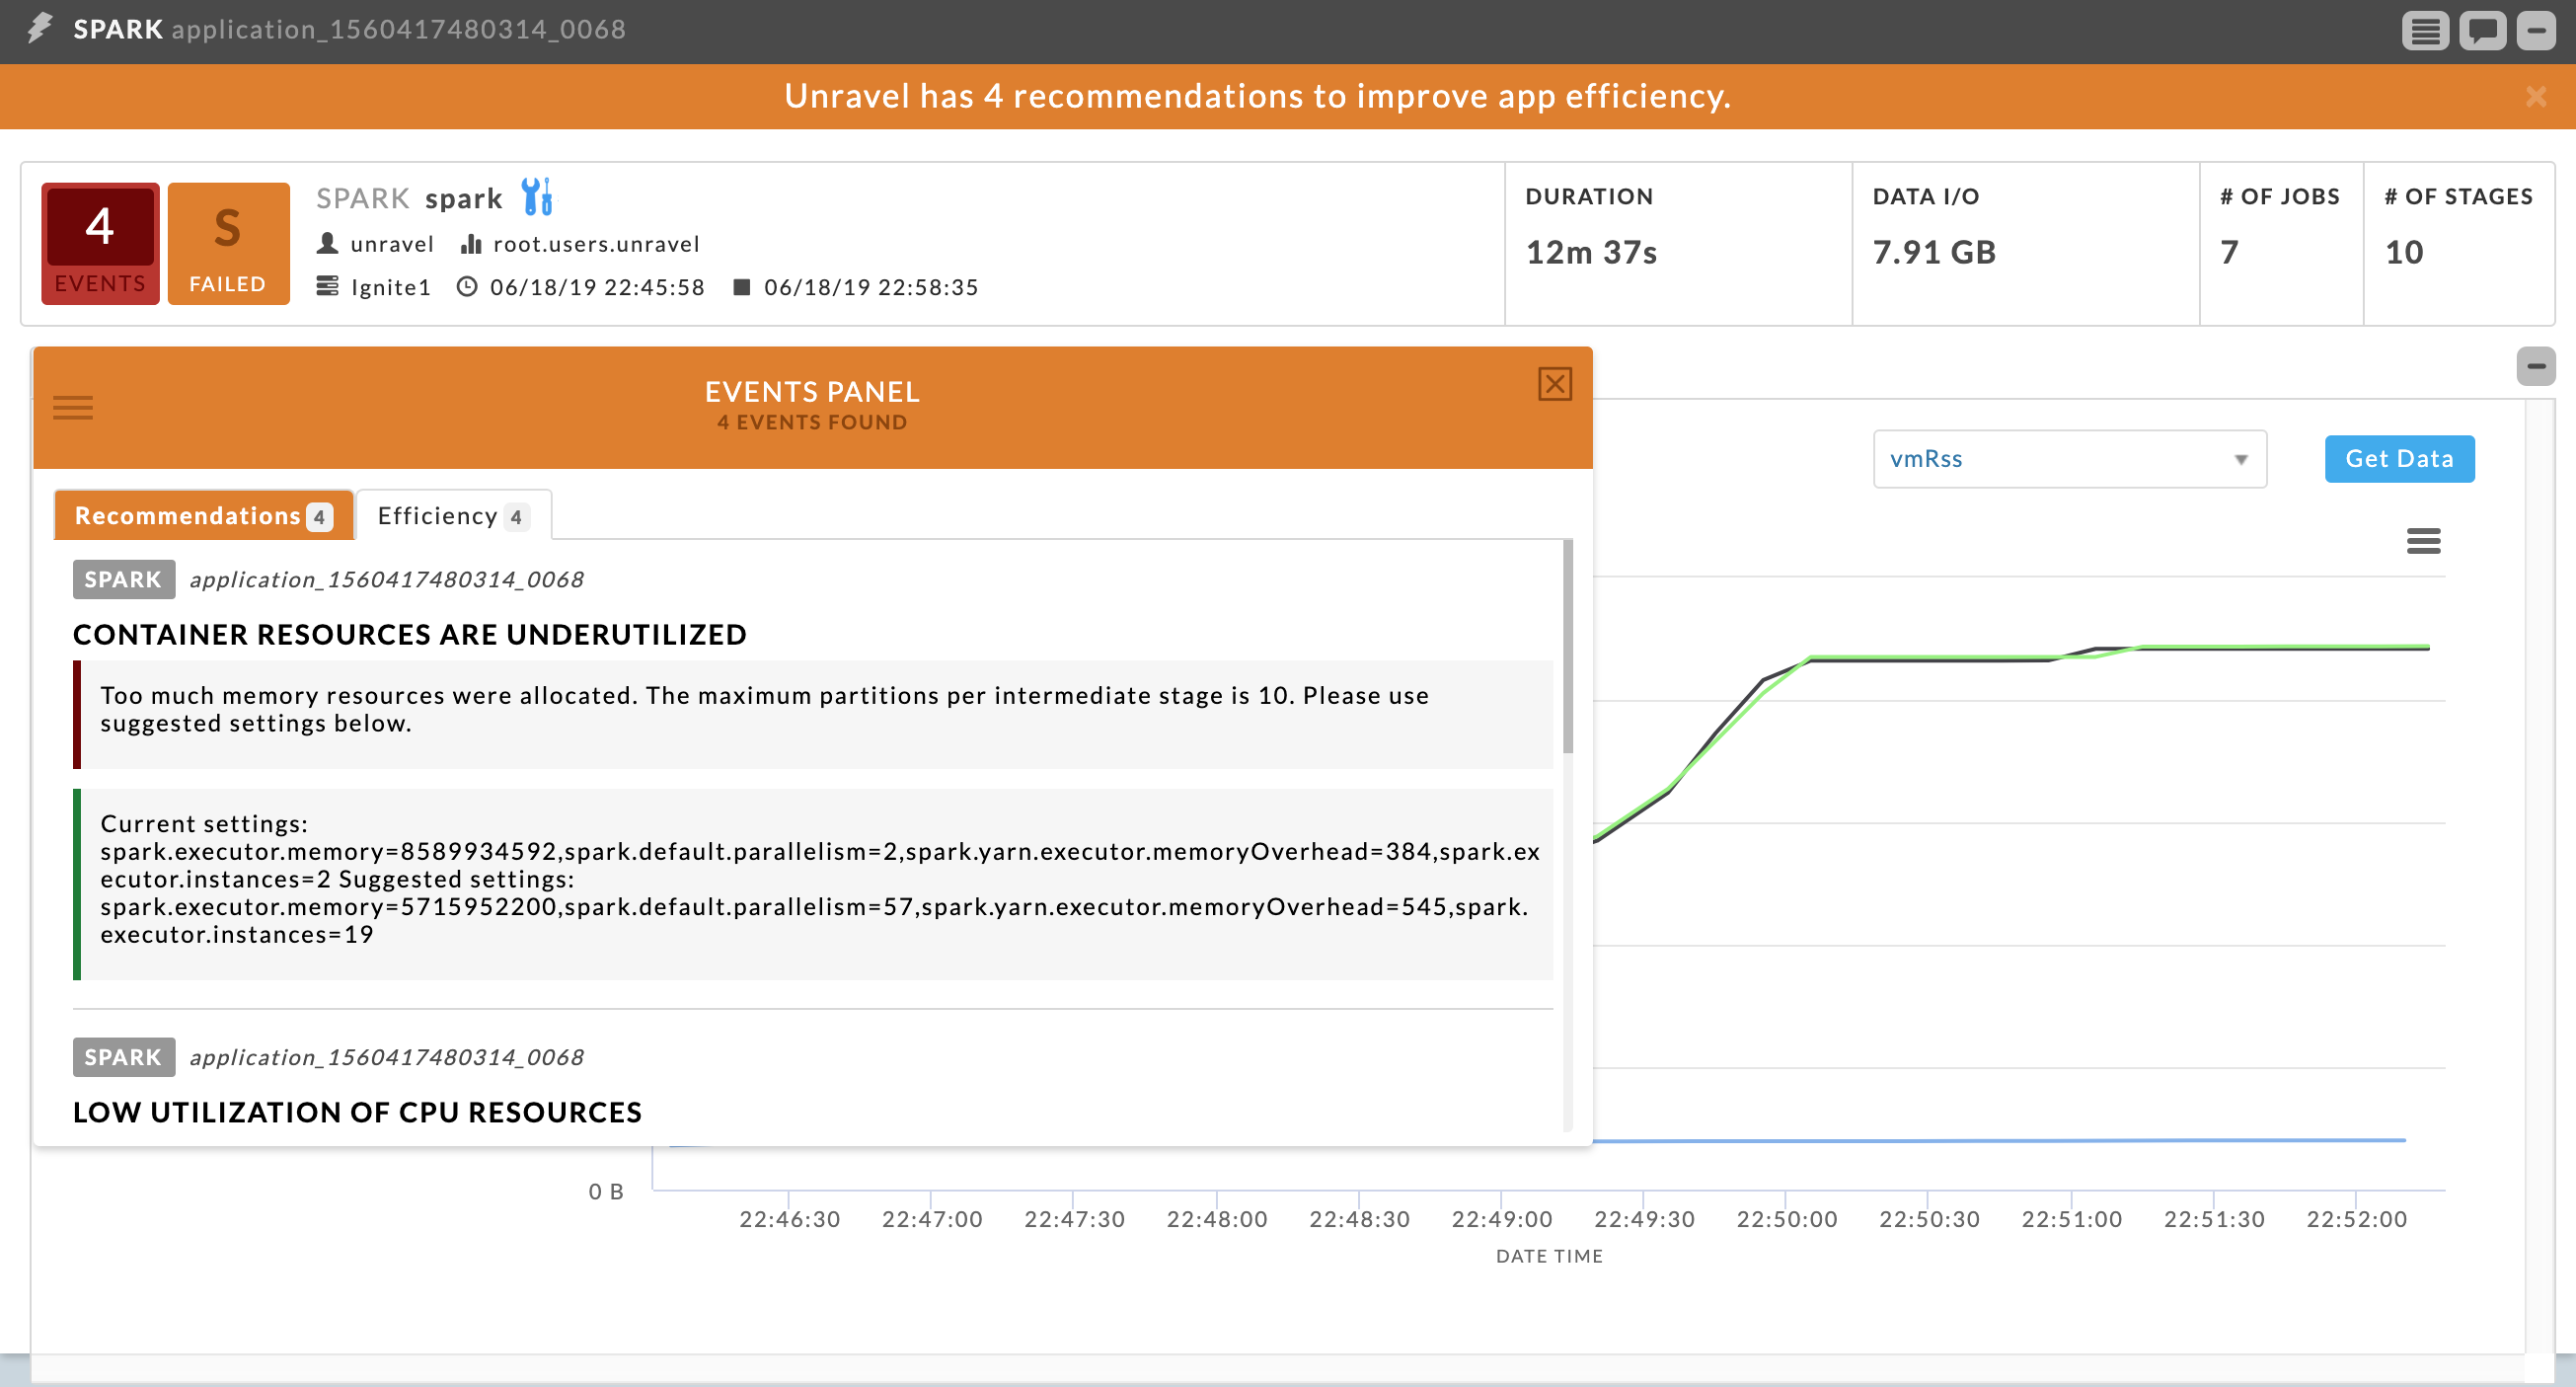 SPARK application_1560417480314_0068
Unravel has 4 recommendations to improve app efficiency.
4
EVENTS
S
FAILED
SPARK spark
unravel root.users.unravel
Ignite1 06/18/19 22:45:58 06/18/19 22:58:35
DURATION
12m 37s
DATA I/O
7.91 GB
# OF JOBS
7
# OF STAGES
10
EVENTS PANEL
4 EVENTS FOUND
Recommendations 4 Efficiency 4
SPARK application_1560417480314_0068
CONTAINER RESOURCES ARE UNDERUTILIZED
Too much memory resources were allocated. The maximum partitions per intermediate stage is 10. Please use
suggested settings below.
Current settings:
spark.executor.memory=8589934592,spark.default.parallelism=2,spark.yarn.executor.memoryOverhead=384,spark.ex
ecutor.instances=2 Suggested settings:
spark.executor.memory=5715952200,spark.default.parallelism=57,spark.yarn.executor.memoryOverhead=545,spark.
executor.instances=19
SPARK application_1560417480314_0068
LOW UTILIZATION OF CPU RESOURCES
vmRss
Get Data
0 B
22:46:30 22:47:00 22:47:30 22:48:00 22:48:30 22:49:00 22:49:30 22:50:00 22:50:30 22:51:00 22:51:30 22:52:00
DATE TIME